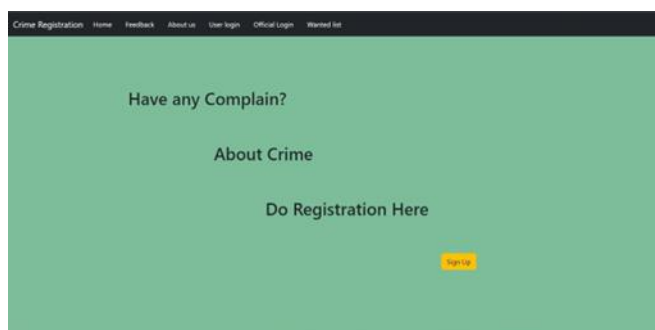 Crime Registration Home Feedback About us User login Official Login Wanted list
Have any Complain?
About Crime
Do Registration Here
Sign Up